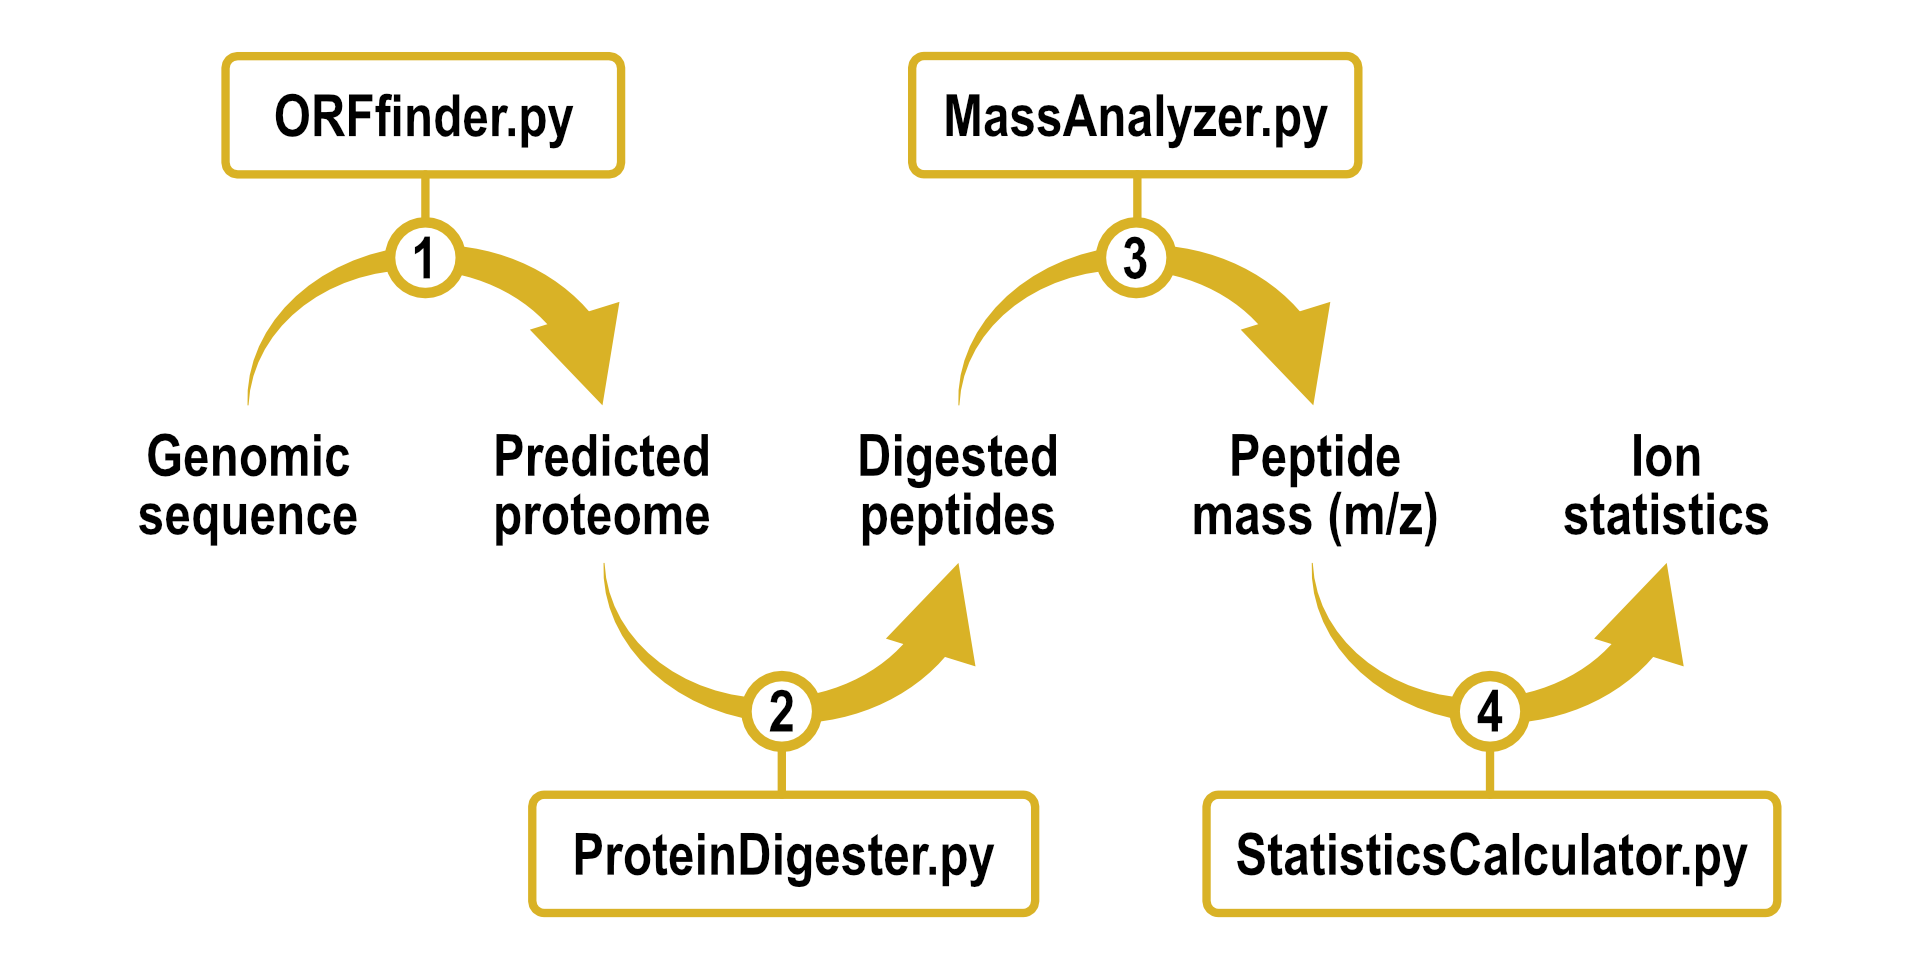 ORFfinder.py
MassAnalyzer.py
1
3
Genomic
sequence
Predicted
proteome
Digested
peptides
Peptide
mass (m/z)
Ion
statistics
2
4
ProteinDigester.py
StatisticsCalculator.py